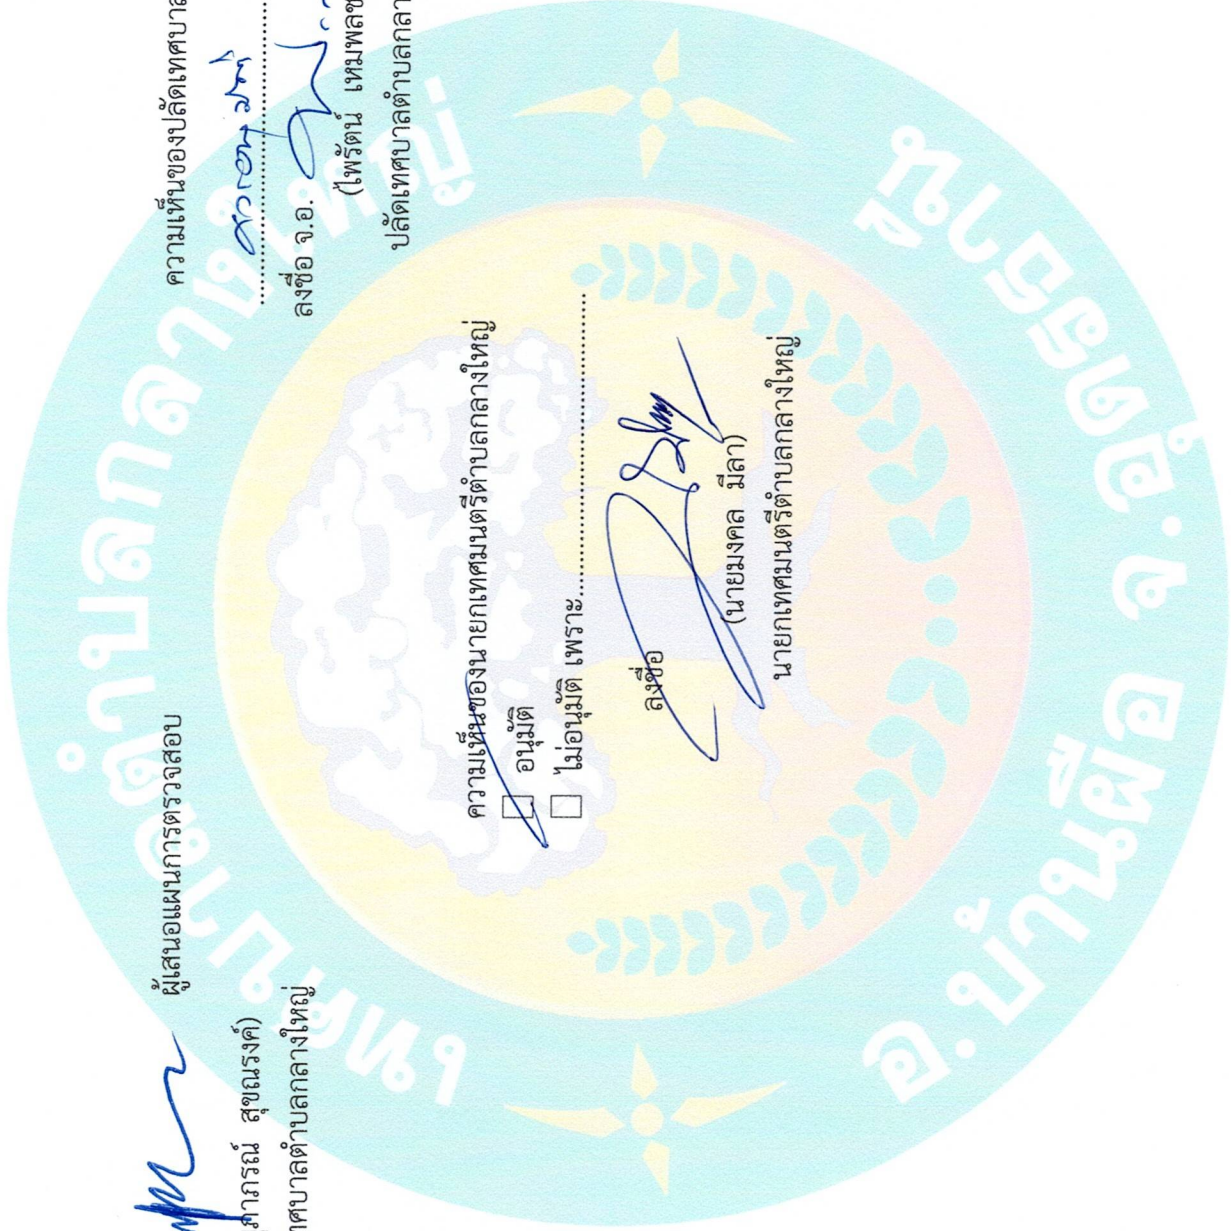 ผู้เสนอแผนการตรวจสอบ
ภาภรณ์ สุขณรงค์)
ทศบาลตำบลกลางใหญ่
ความเห็นของปลัดเทศบาล
ลงชื่อ จ.อ.
(ไพรัตน์ เหมพลช
ปลัดเทศบาลตำบลกลา
ความเห็นของนายกเทศมนตรีตำบลกลางใหญ่
อนุมัติ
ไม่อนุมัติ เพราะ........................................
ลงชื่อ
(นายมงคล มีลา)
นายกเทศมนตรีตำบลกลางใหญ่
เทศบาลตำบลกลางใหญ่
อ.บ้านผือ จ.อุดรธานี